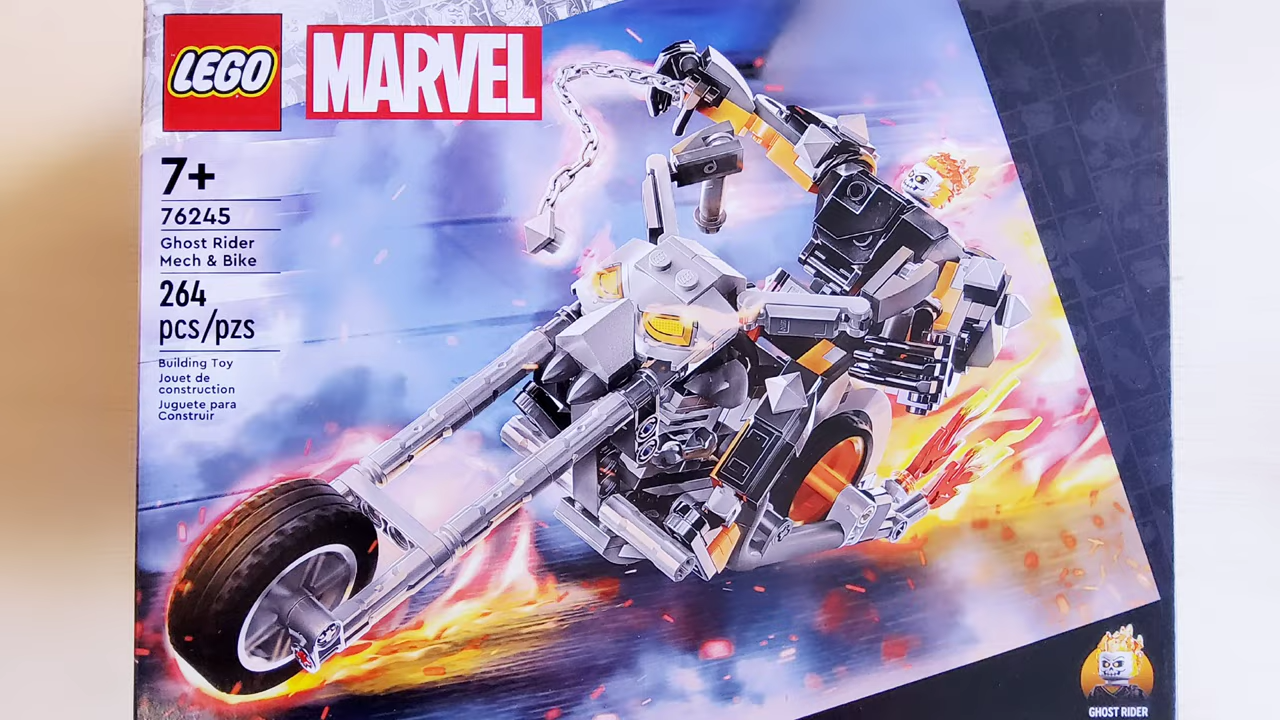 LEGO
MARVEL
7+
76245
Ghost Rider
Mech & Bike
264
pcs/pzs
Building Toy
Jouet de
construction
Juguete para
Construir
GHOST RIDER